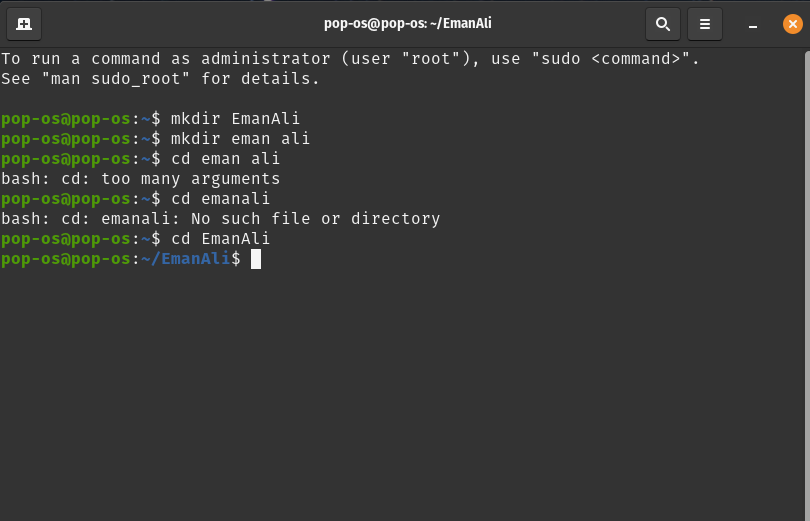 pop-os@pop-os: ~/EmanAli
To run a command as administrator (user "root"), use "sudo <command>".
See "man sudo_root" for details.
pop-os@pop-os:~$ mkdir EmanAli
pop-os@pop-os:~$ mkdir eman ali
pop-os@pop-os:~$ cd eman ali
bash: cd: too many arguments
pop-os@pop-os:~$ cd emanali
bash: cd: emanali: No such file or directory
pop-os@pop-os:~$ cd EmanAli
pop-os@pop-os:~/EmanAli$